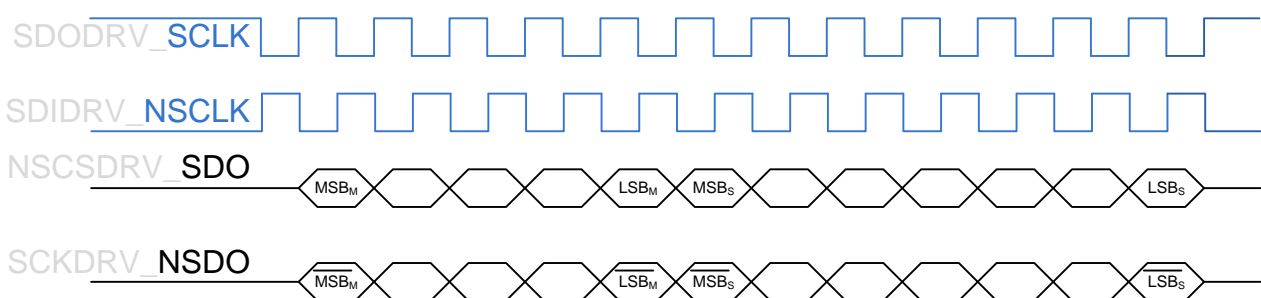 SDODRV_SCLK
SDIDRV_NSCLK
NSCSDRV_SDO
MSB_M LSB_M MSB_S LSB_S
SCKDRV_NSDO
MSB_M LSB_M MSB_S LSB_S